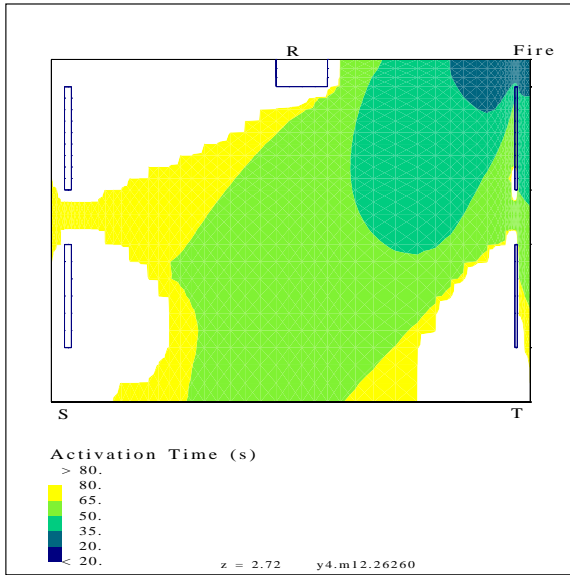 R Fire
S T
Activation Time (s)
> 80.
80.
65.
50.
35.
20.
< 20.
z = 2.72 y4.m12.26260